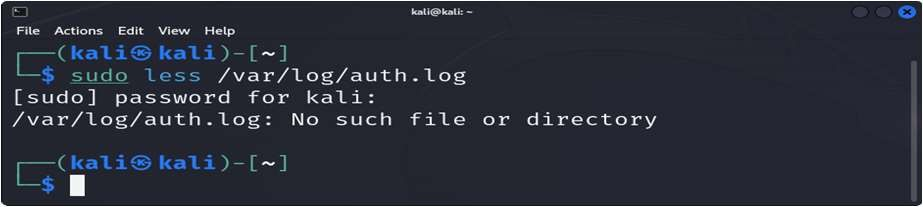 kali@kali: ~
File Actions Edit View Help
┌──(kali㉿kali)-[~]
└─$ sudo less /var/log/auth.log
[sudo] password for kali:
/var/log/auth.log: No such file or directory
┌──(kali㉿kali)-[~]
└─$